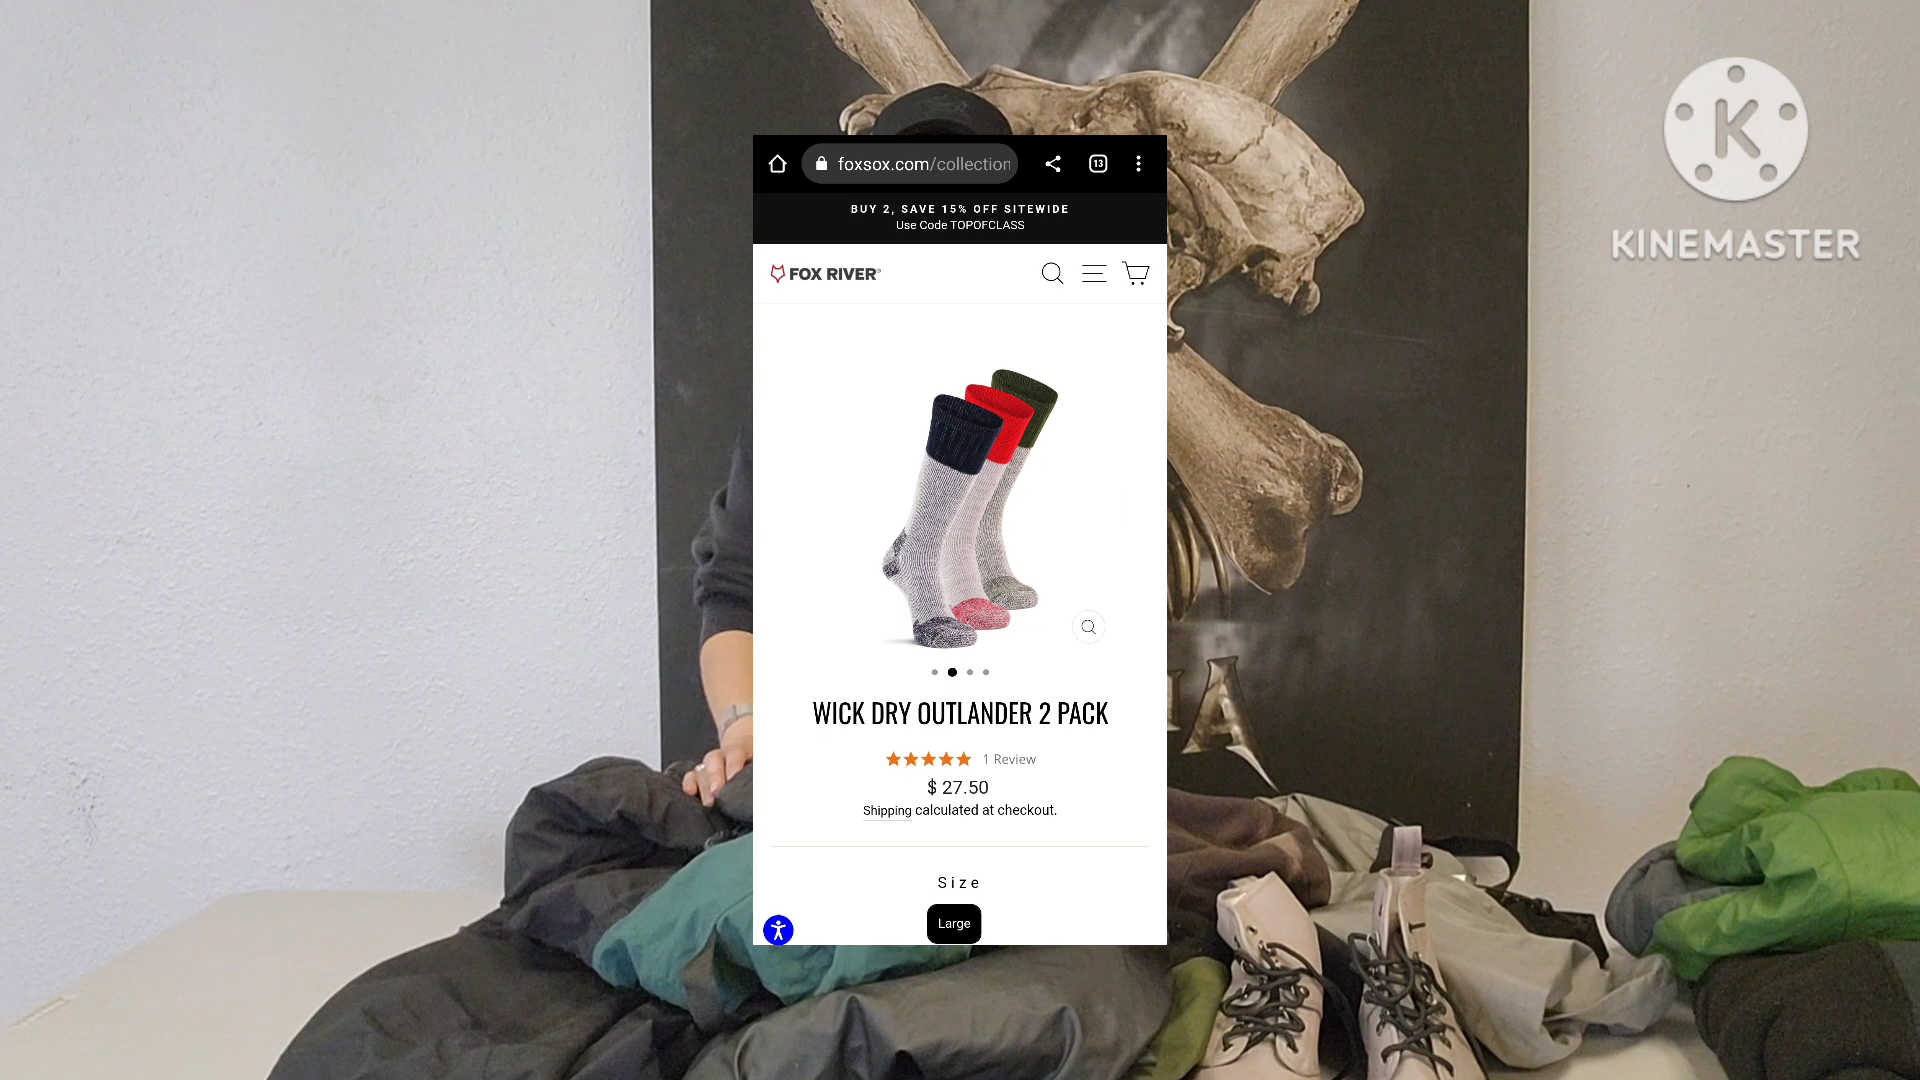 foxsox.com/collection
13
BUY 2, SAVE 15% OFF SITEWIDE
Use Code TOPOFCLASS
FOX RIVER®
WICK DRY OUTLANDER 2 PACK
1 Review
$ 27.50
Shipping calculated at checkout.
Size
Large
K
KINEMASTER
A